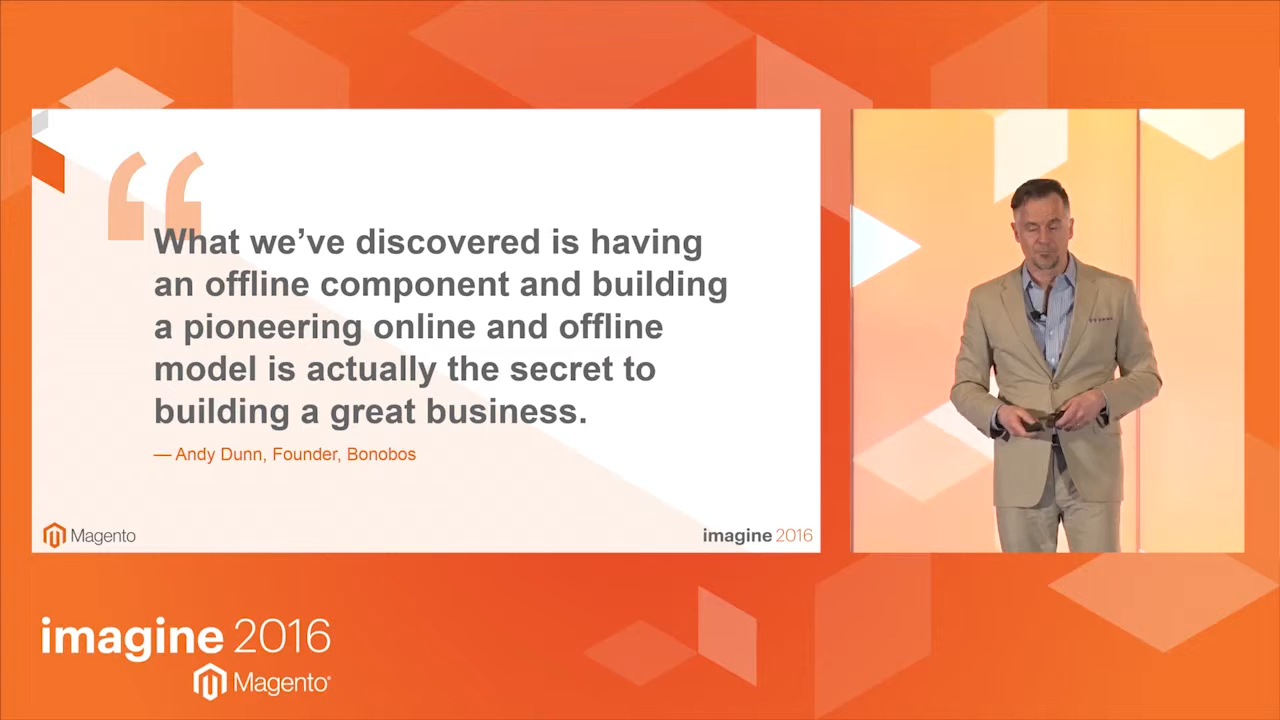 “
What we’ve discovered is having
an offline component and building
a pioneering online and offline
model is actually the secret to
building a great business.
— Andy Dunn, Founder, Bonobos
Magento
imagine 2016
imagine 2016
Magento®